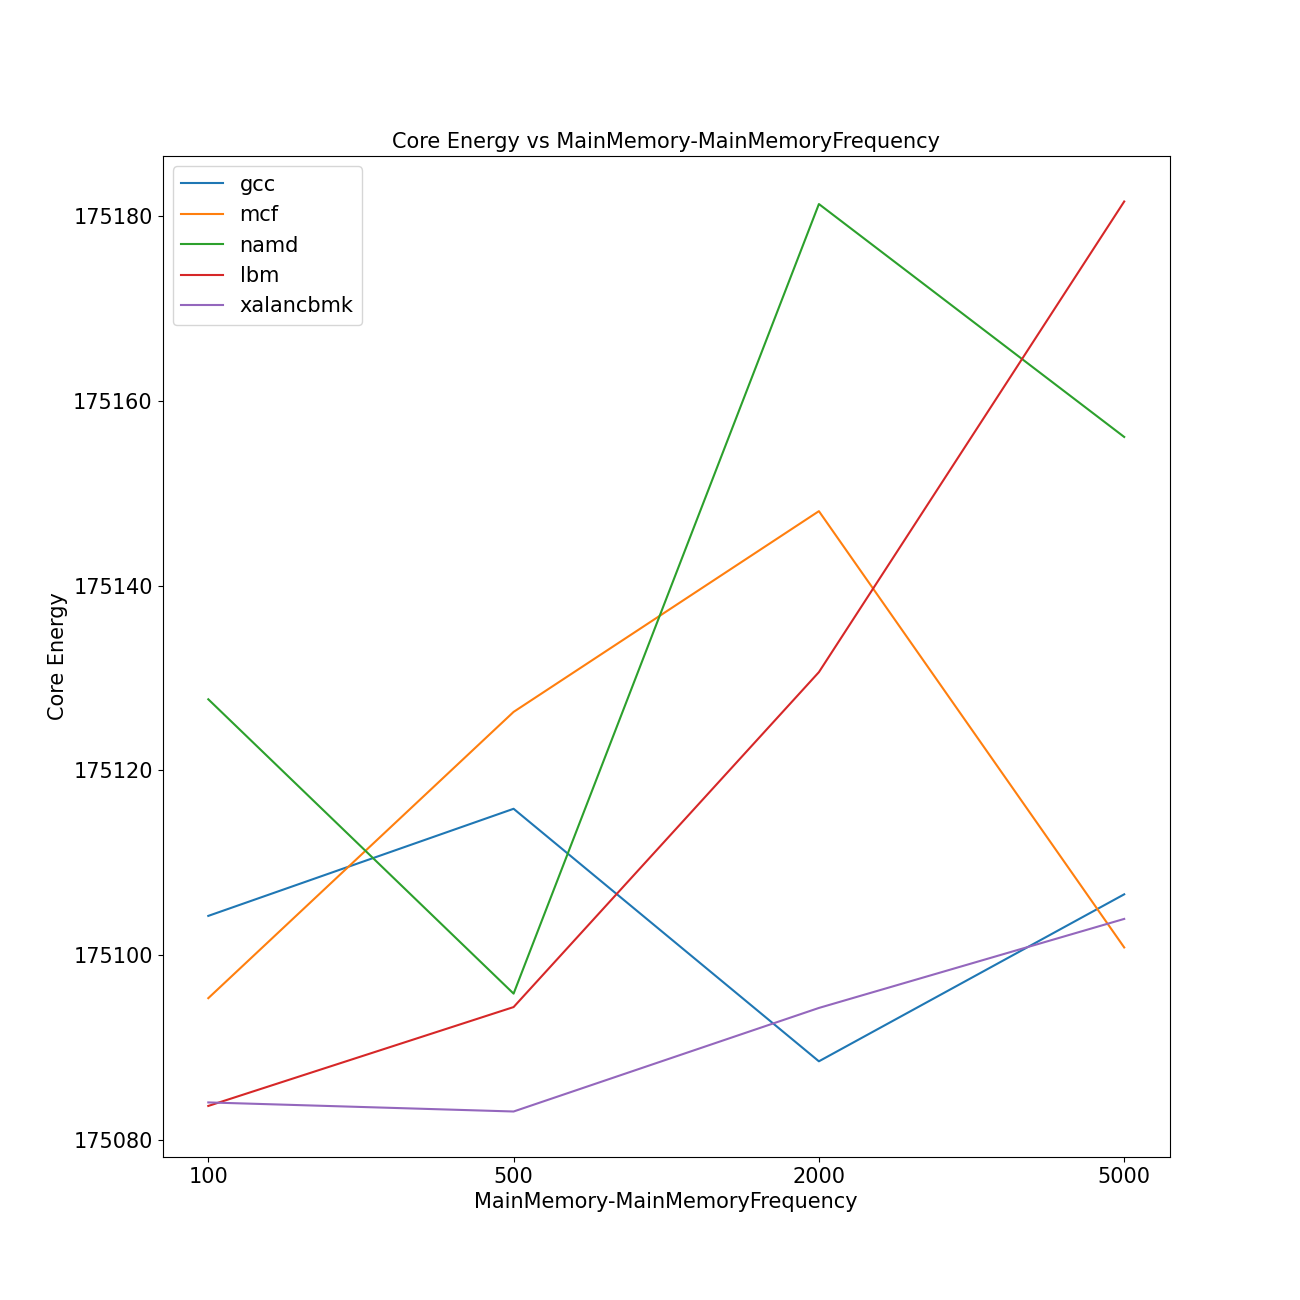 Core Energy vs MainMemory-MainMemoryFrequency
gcc
mcf
namd
lbm
xalancbmk
175180
175160
175140
175120
175100
175080
Core Energy
100 500 2000 5000
MainMemory-MainMemoryFrequency